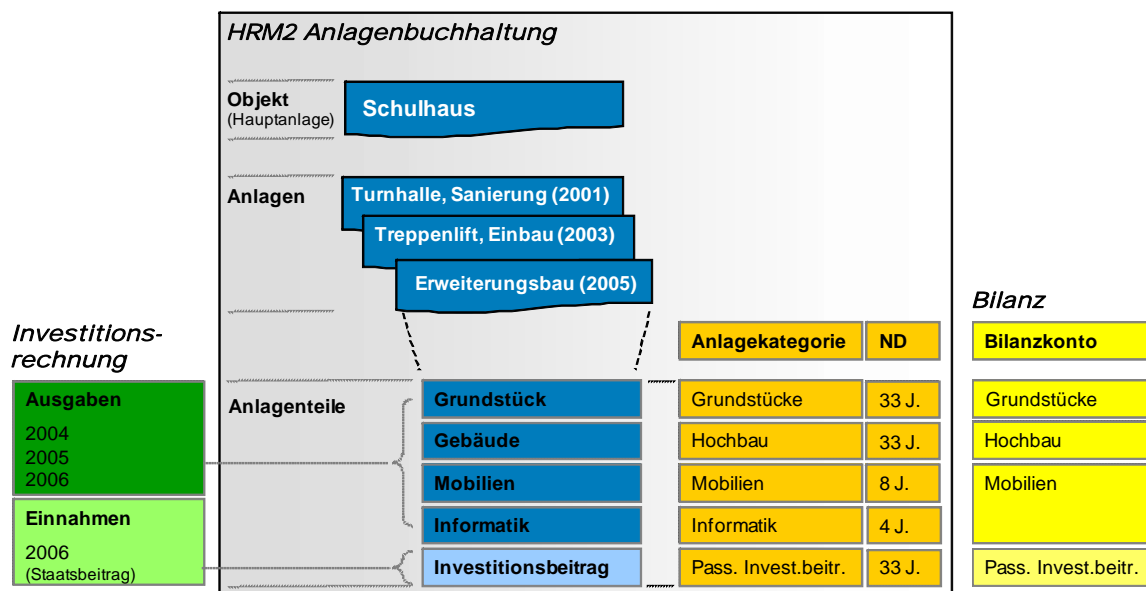 HRM2 Anlagenbuchhaltung
Objekt
(Hauptanlage)
Schulhaus
Anlagen
Turnhalle, Sanierung (2001)
Treppenlift, Einbau (2003)
Erweiterungsbau (2005)
Investitions-
rechnung
Bilanz
Anlagekategorie
ND
Bilanzkonto
Ausgaben
2004
2005
2006
Einnahmen
2006
(Staatsbeitrag)
Anlagenteile
Grundstück
Grundstücke
33 J.
Grundstücke
Gebäude
Hochbau
33 J.
Hochbau
Mobilien
Mobilien
8 J.
Mobilien
Informatik
Informatik
4 J.
Investitionsbeitrag
Pass. Invest.beitr.
33 J.
Pass. Invest.beitr.